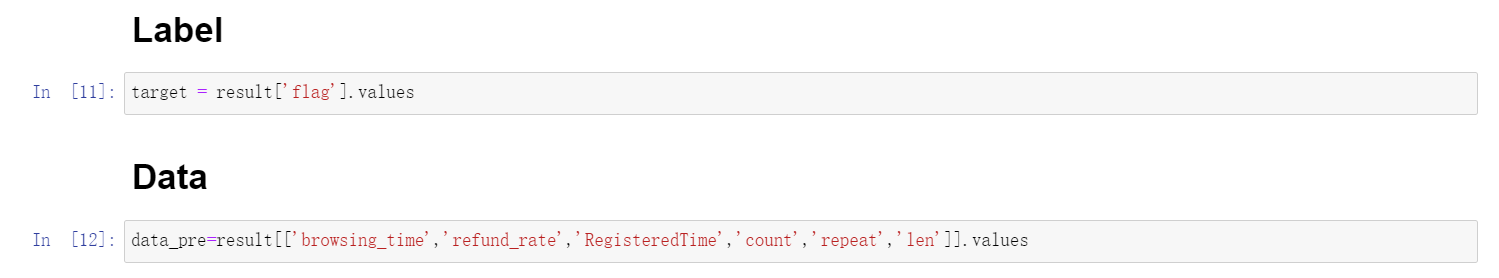 Label
In [11]: target = result['flag'].values
Data
In [12]: data_pre=result[['browsing_time','refund_rate','RegisteredTime','count','repeat','len']].values